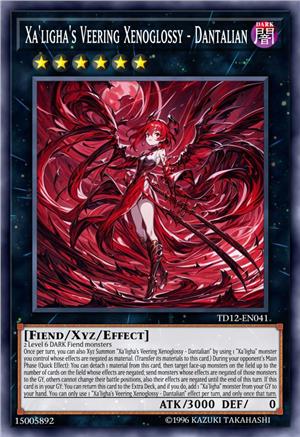 Xa'ligha's Veering Xenoglossy - Dantalian
DARK
闇
TD12-EN041
[Fiend/Xyz/Effect]
2 Level 6 DARK Fiend monsters
Once per turn, you can also Xyz Summon "Xa'ligha's Veering Xenoglossy - Dantalian" by using 1 "Xa'ligha" monster
you control whose effects are negated as material. (Transfer its materials to this card.) During your opponent's Main
Phase (Quick Effect): You can detach 1 material from this card, then target face-up monsters on the field up to the
number of cards on the field whose effects are negated; send monsters whose effects are negated of those monsters
to the GY, others cannot change their battle positions, also their effects are negated until the end of this turn. If this
card is in your GY: You can return this card to the Extra Deck, and if you do, add 1 "Xa'ligha" monster from your GY to
your hand. You can only use 1 "Xa'ligha's Veering Xenoglossy - Dantalian" effect per turn, and only once that turn.
ATK/3000 DEF/ 0
15005892
©1996 KAZUKI TAKAHASHI